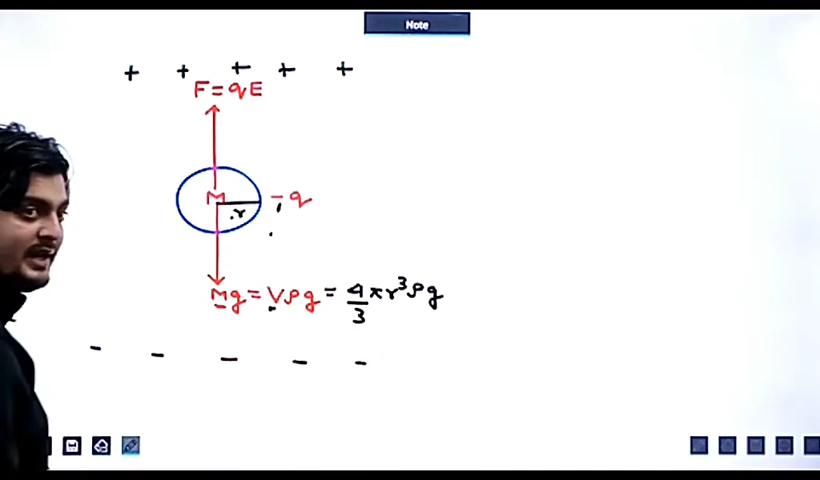 Note
+ + + + +
F = qE
M
r
- q
Mg = Vρg = 4/3 πr³ρg
- - - - -